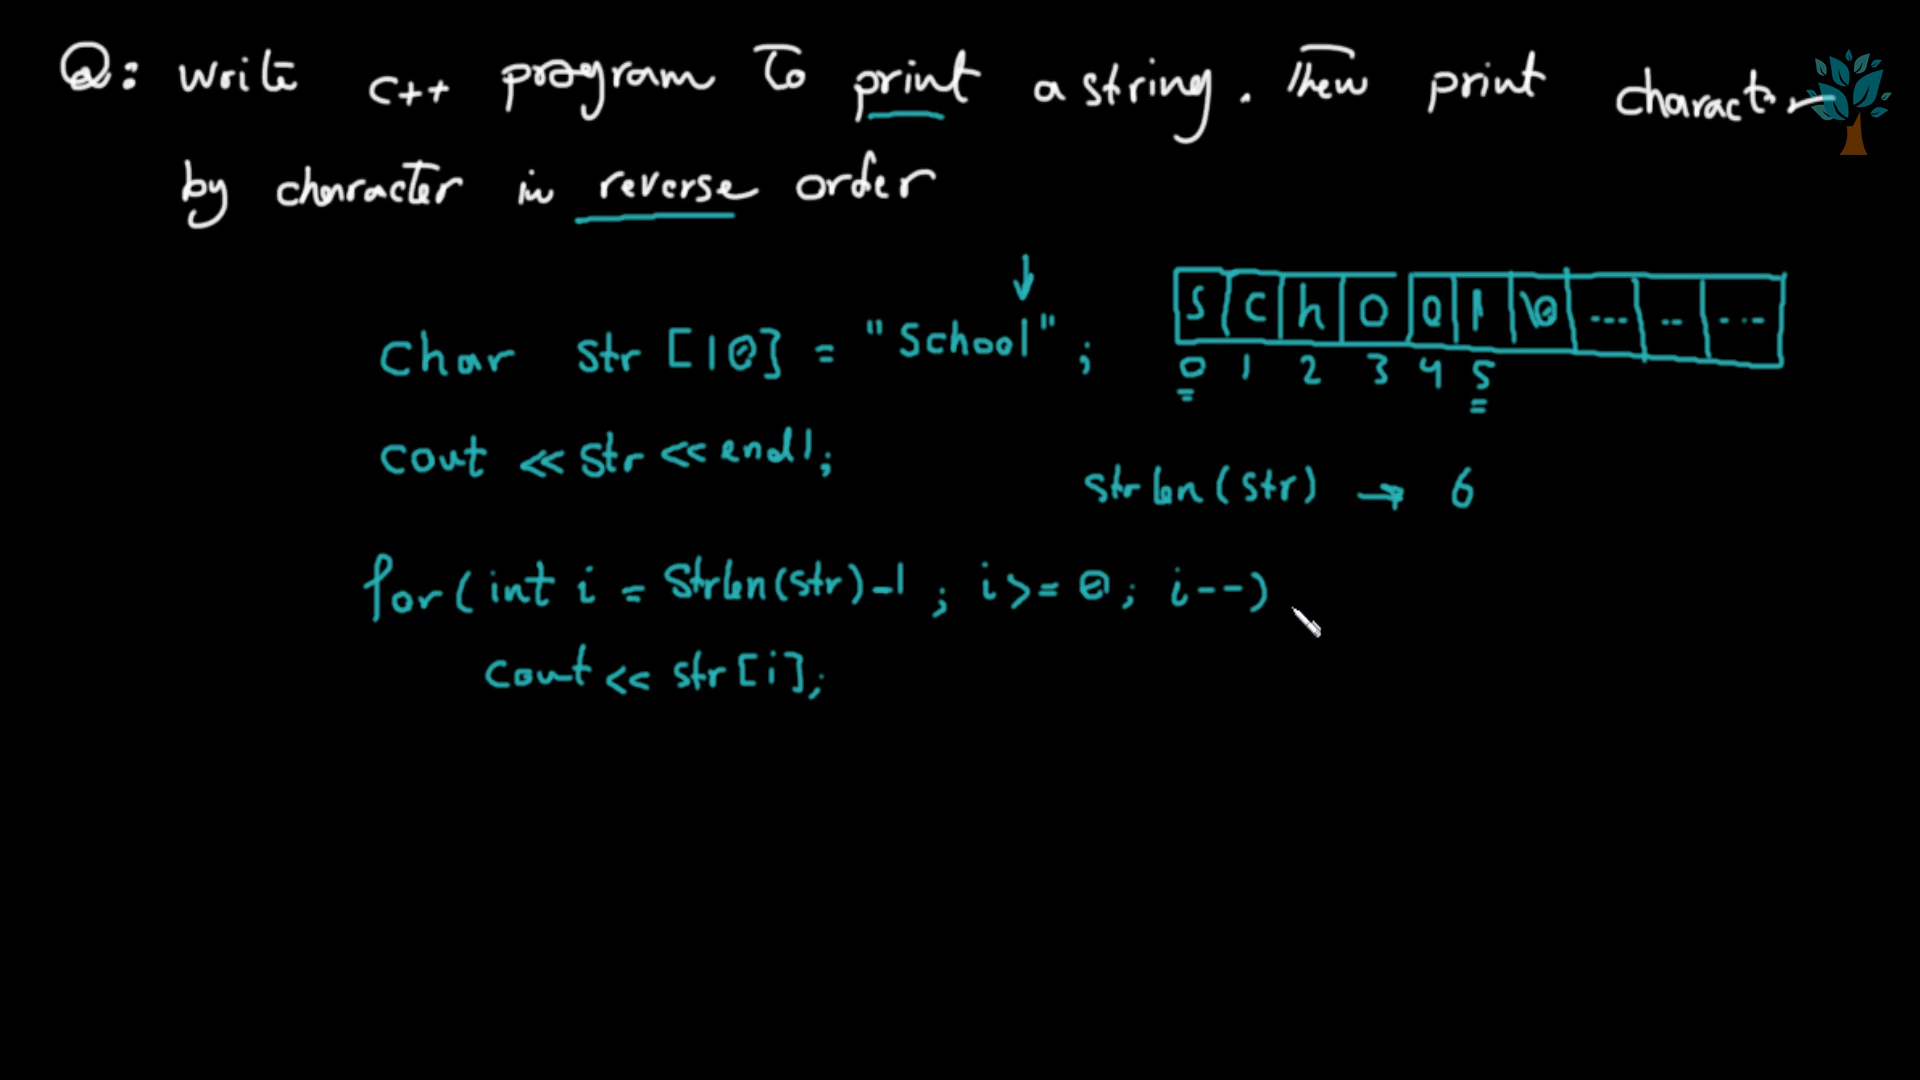 Q: write C++ program To print a string. Then print character
by character in reverse order
char str [10] = "School" ;
S c h o o l \0 --- -- ---
0 1 2 3 4 5
cout << str << endl;
strlen(str) → 6
for( int i = Strlen(str)-1 ; i>= 0; i--)
cout << str[i];